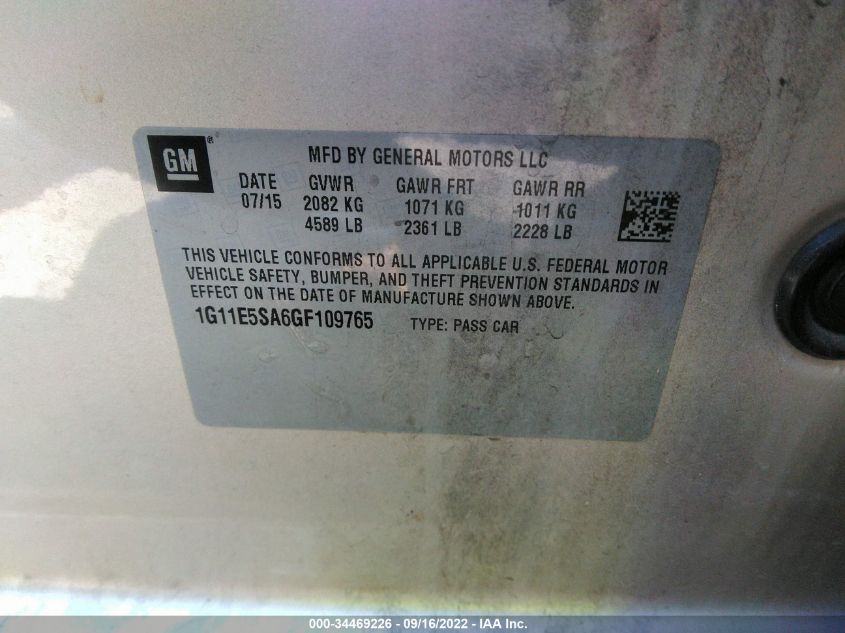 GM ®
MFD BY GENERAL MOTORS LLC
DATE GVWR GAWR FRT GAWR RR
07/15 2082 KG 1071 KG 1011 KG
4589 LB 2361 LB 2228 LB
THIS VEHICLE CONFORMS TO ALL APPLICABLE U.S. FEDERAL MOTOR
VEHICLE SAFETY, BUMPER, AND THEFT PREVENTION STANDARDS IN
EFFECT ON THE DATE OF MANUFACTURE SHOWN ABOVE.
1G11E5SA6GF109765 TYPE: PASS CAR
000-34469226 - 09/16/2022 - IAA Inc.